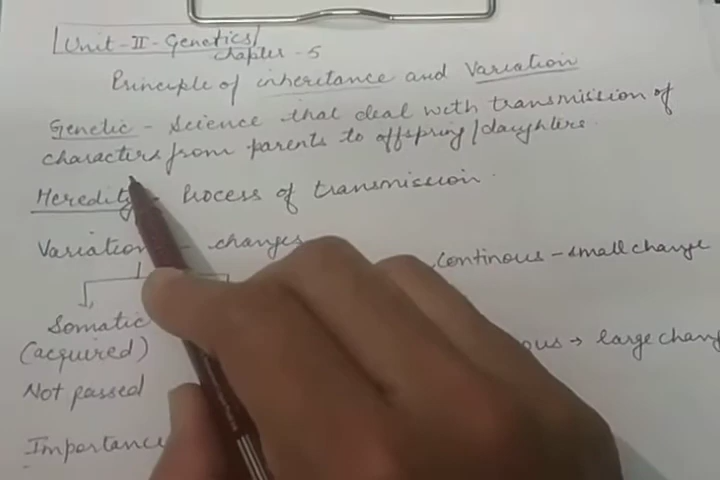 Unit-II-Genetics
chapter-5
Principle of inheritance and Variation
Genetic - Science that deal with transmission of
characters from parents to offspring/daughters.
Heredity - Process of transmission.
Variation - changes
Continous - small change
Somatic
(acquired)
ous → large chang
Not passed
Importance